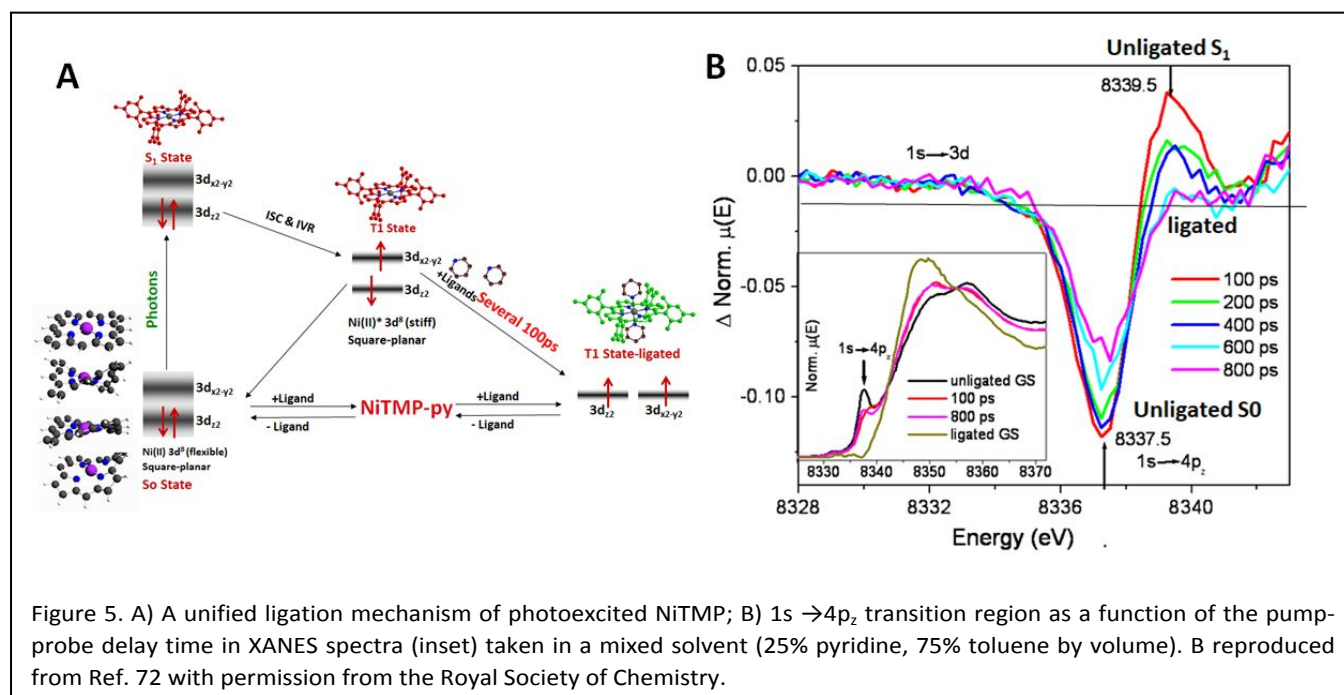 A
S₁ State
3dx2-y2
3dz2
ISC & IVR
T1 State
3dx2-y2
3dz2
+Ligands
Several 100ps
Ni(II)* 3d⁸ (stiff)
Square-planar
Photons
T1 State-ligated
3dz2 3dx2-y2
3dx2-y2
3dz2
Ni(II) 3d⁸ (flexible)
Square-planar
So State
+Ligand
- Ligand
NiTMP-py
+Ligand
- Ligand
B
Unligated S₁
8339.5
1s→3d
ligated
0.05
0.00
-0.05
-0.10
Δ Norm. μ(E)
100 ps
200 ps
400 ps
600 ps
800 ps
Unligated S0
8337.5
1s→4pz
8328 8332 8336 8340
Energy (eV)
Norm. μ(E)
1s→4pz
unligated GS
100 ps
800 ps
ligated GS
8330 8340 8350 8360 8370
Figure 5. A) A unified ligation mechanism of photoexcited NiTMP; B) 1s →4pz transition region as a function of the pump-
probe delay time in XANES spectra (inset) taken in a mixed solvent (25% pyridine, 75% toluene by volume). B reproduced
from Ref. 72 with permission from the Royal Society of Chemistry.